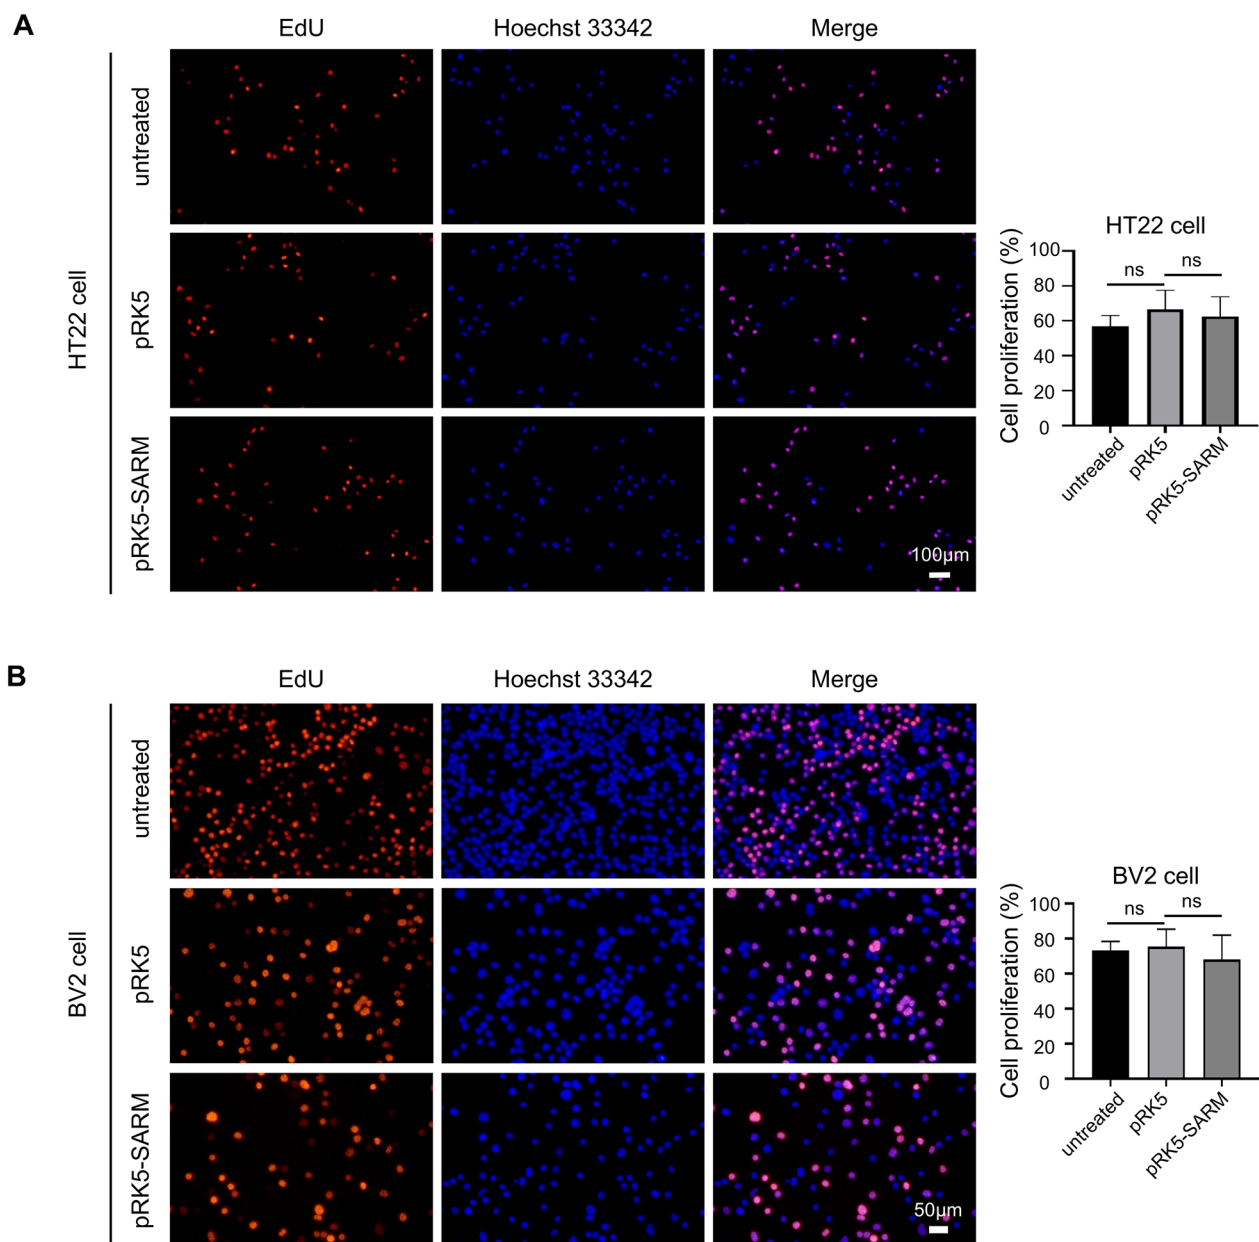 A
EdU
Hoechst 33342
Merge
HT22 cell
untreated
pRK5
pRK5-SARM
100μm
HT22 cell
Cell proliferation (%)
100
80
60
40
20
0
ns
ns
untreated
pRK5
pRK5-SARM
B
EdU
Hoechst 33342
Merge
BV2 cell
untreated
pRK5
pRK5-SARM
50μm
BV2 cell
Cell proliferation (%)
100
80
60
40
20
0
ns
ns
untreated
pRK5
pRK5-SARM